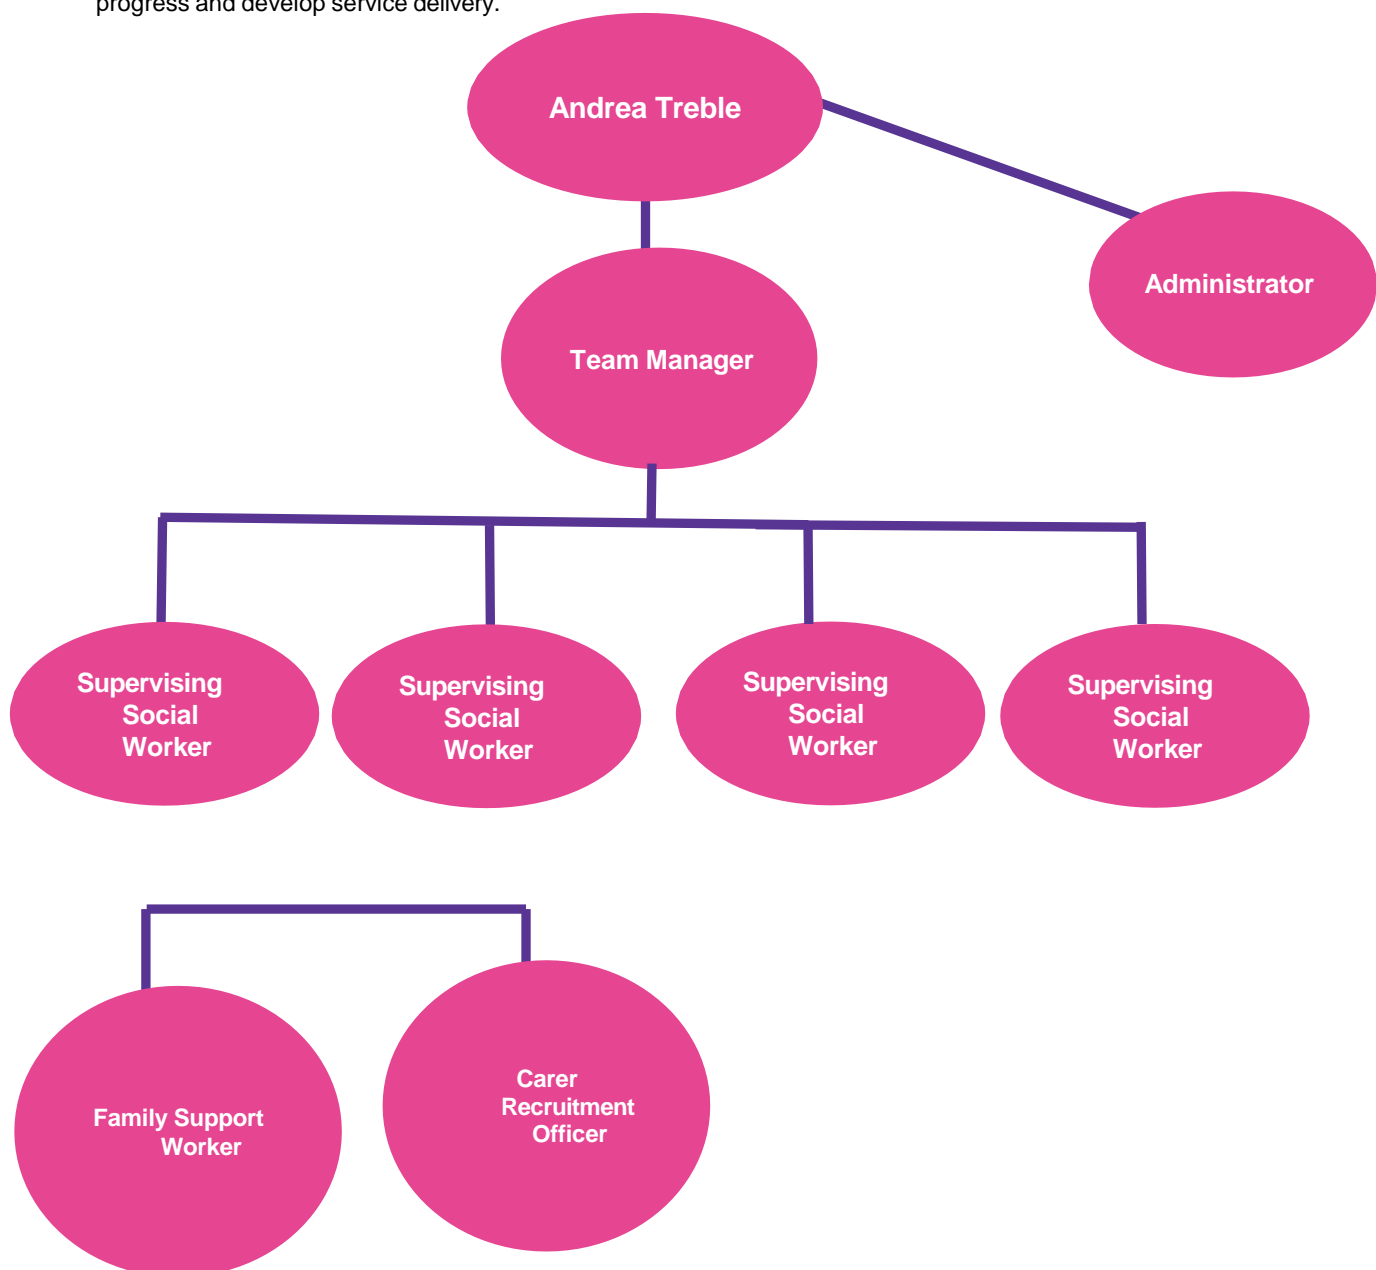 progress and develop service delivery.
Andrea Treble
Administrator
Team Manager
Supervising
Social
Worker
Supervising
Social
Worker
Supervising
Social
Worker
Supervising
Social
Worker
Family Support
Worker
Carer
Recruitment
Officer